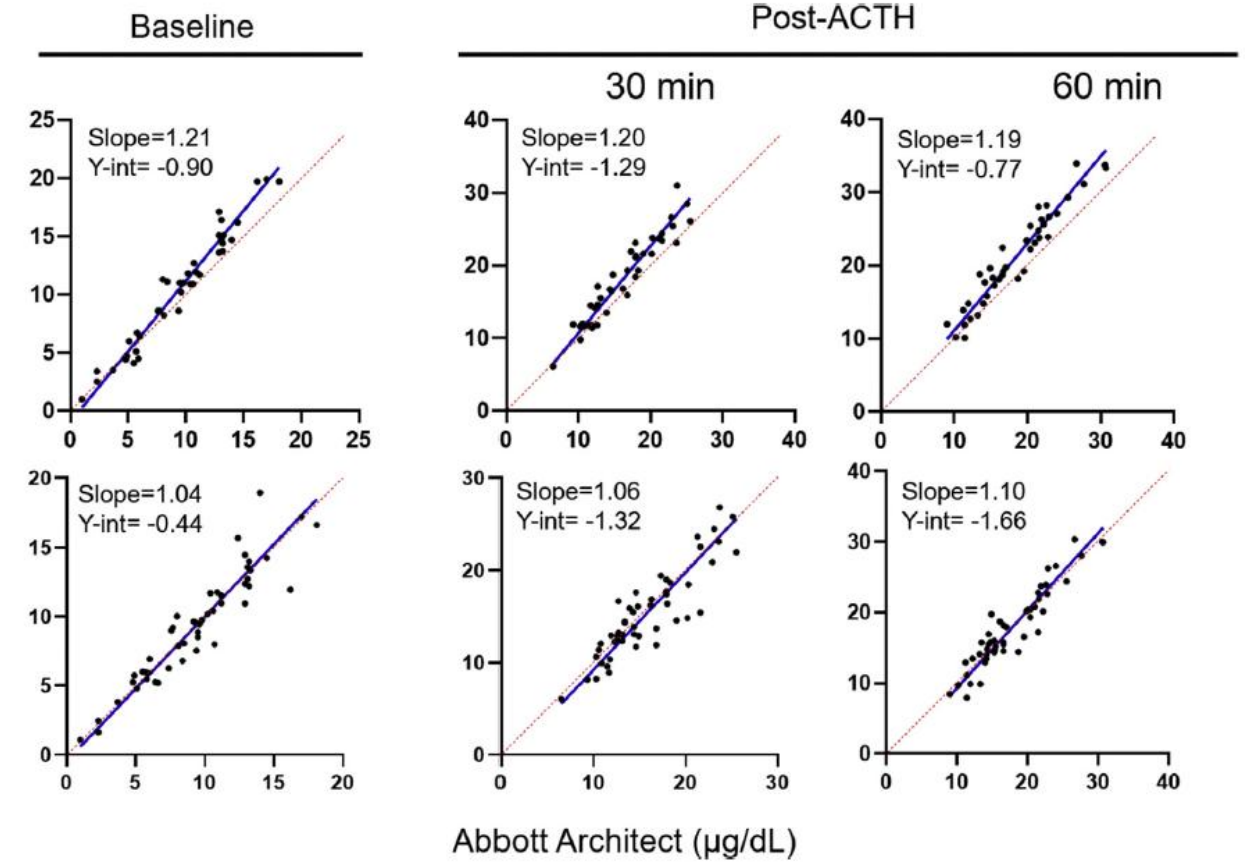 Baseline
Post-ACTH
30 min
60 min
Slope=1.21
Y-int= -0.90
25
20
15
10
5
0
0 5 10 15 20 25
Slope=1.20
Y-int= -1.29
40
30
20
10
0
0 10 20 30 40
Slope=1.19
Y-int= -0.77
40
30
20
10
0
0 10 20 30 40
Slope=1.04
Y-int= -0.44
20
15
10
5
0
0 5 10 15 20
Slope=1.06
Y-int= -1.32
30
20
10
0
0 10 20 30
Slope=1.10
Y-int= -1.66
40
30
20
10
0
0 10 20 30 40
Abbott Architect (µg/dL)